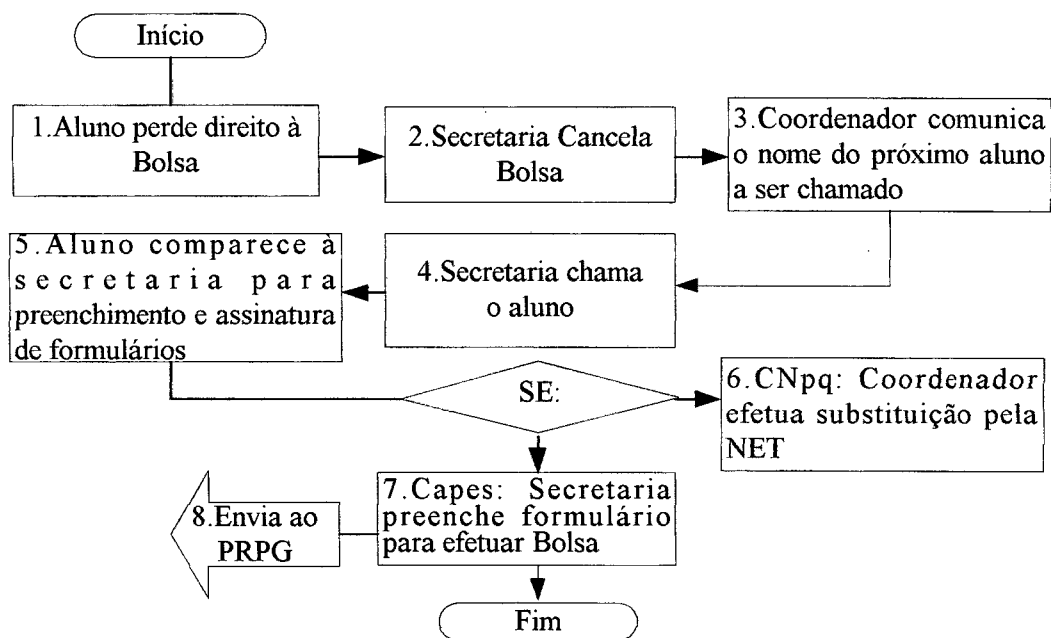 Início
1.Aluno perde direito à
Bolsa
2.Secretaria Cancela
Bolsa
3.Coordenador comunica
o nome do próximo aluno
a ser chamado
5.Aluno comparece à
secretaria para
preenchimento e assinatura
de formulários
4.Secretaria chama
o aluno
SE:
6.CNpq: Coordenador
efetua substituição pela
NET
7.Capes: Secretaria
preenche formulário
para efetuar Bolsa
8.Envia ao
PRPG
Fim